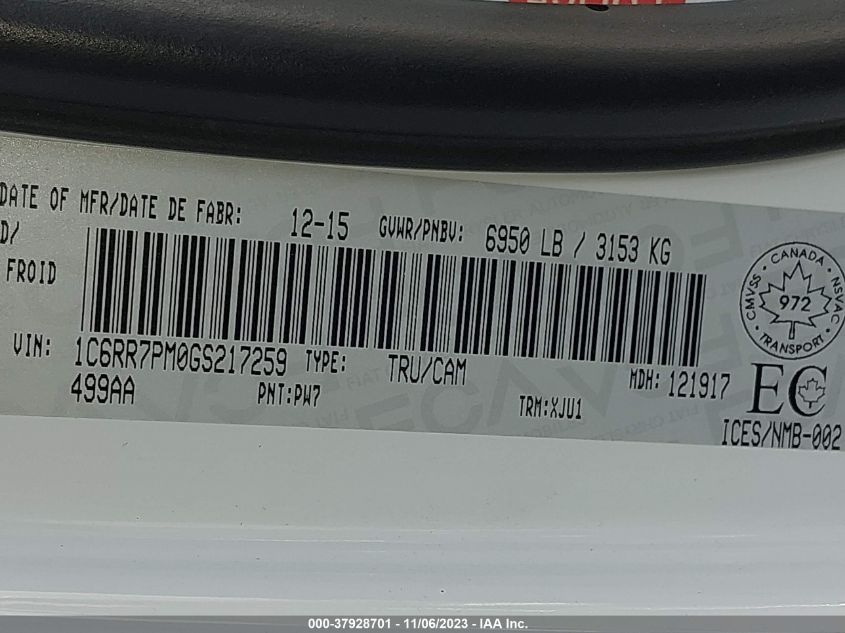 DATE OF MFR/DATE DE FABR: 12-15 GVWR/PNBV: 6950 LB / 3153 KG
D/
FROID
CMVSS CANADA NSVAC
972
TRANSPORT
VIN: 1C6RR7PM0GS217259 TYPE: TRU/CAM MDH: 121917
499AA PNT:PW7 TRM:XJU1
EC
ICES/NMB-002
000-37928701 - 11/06/2023 - IAA Inc.